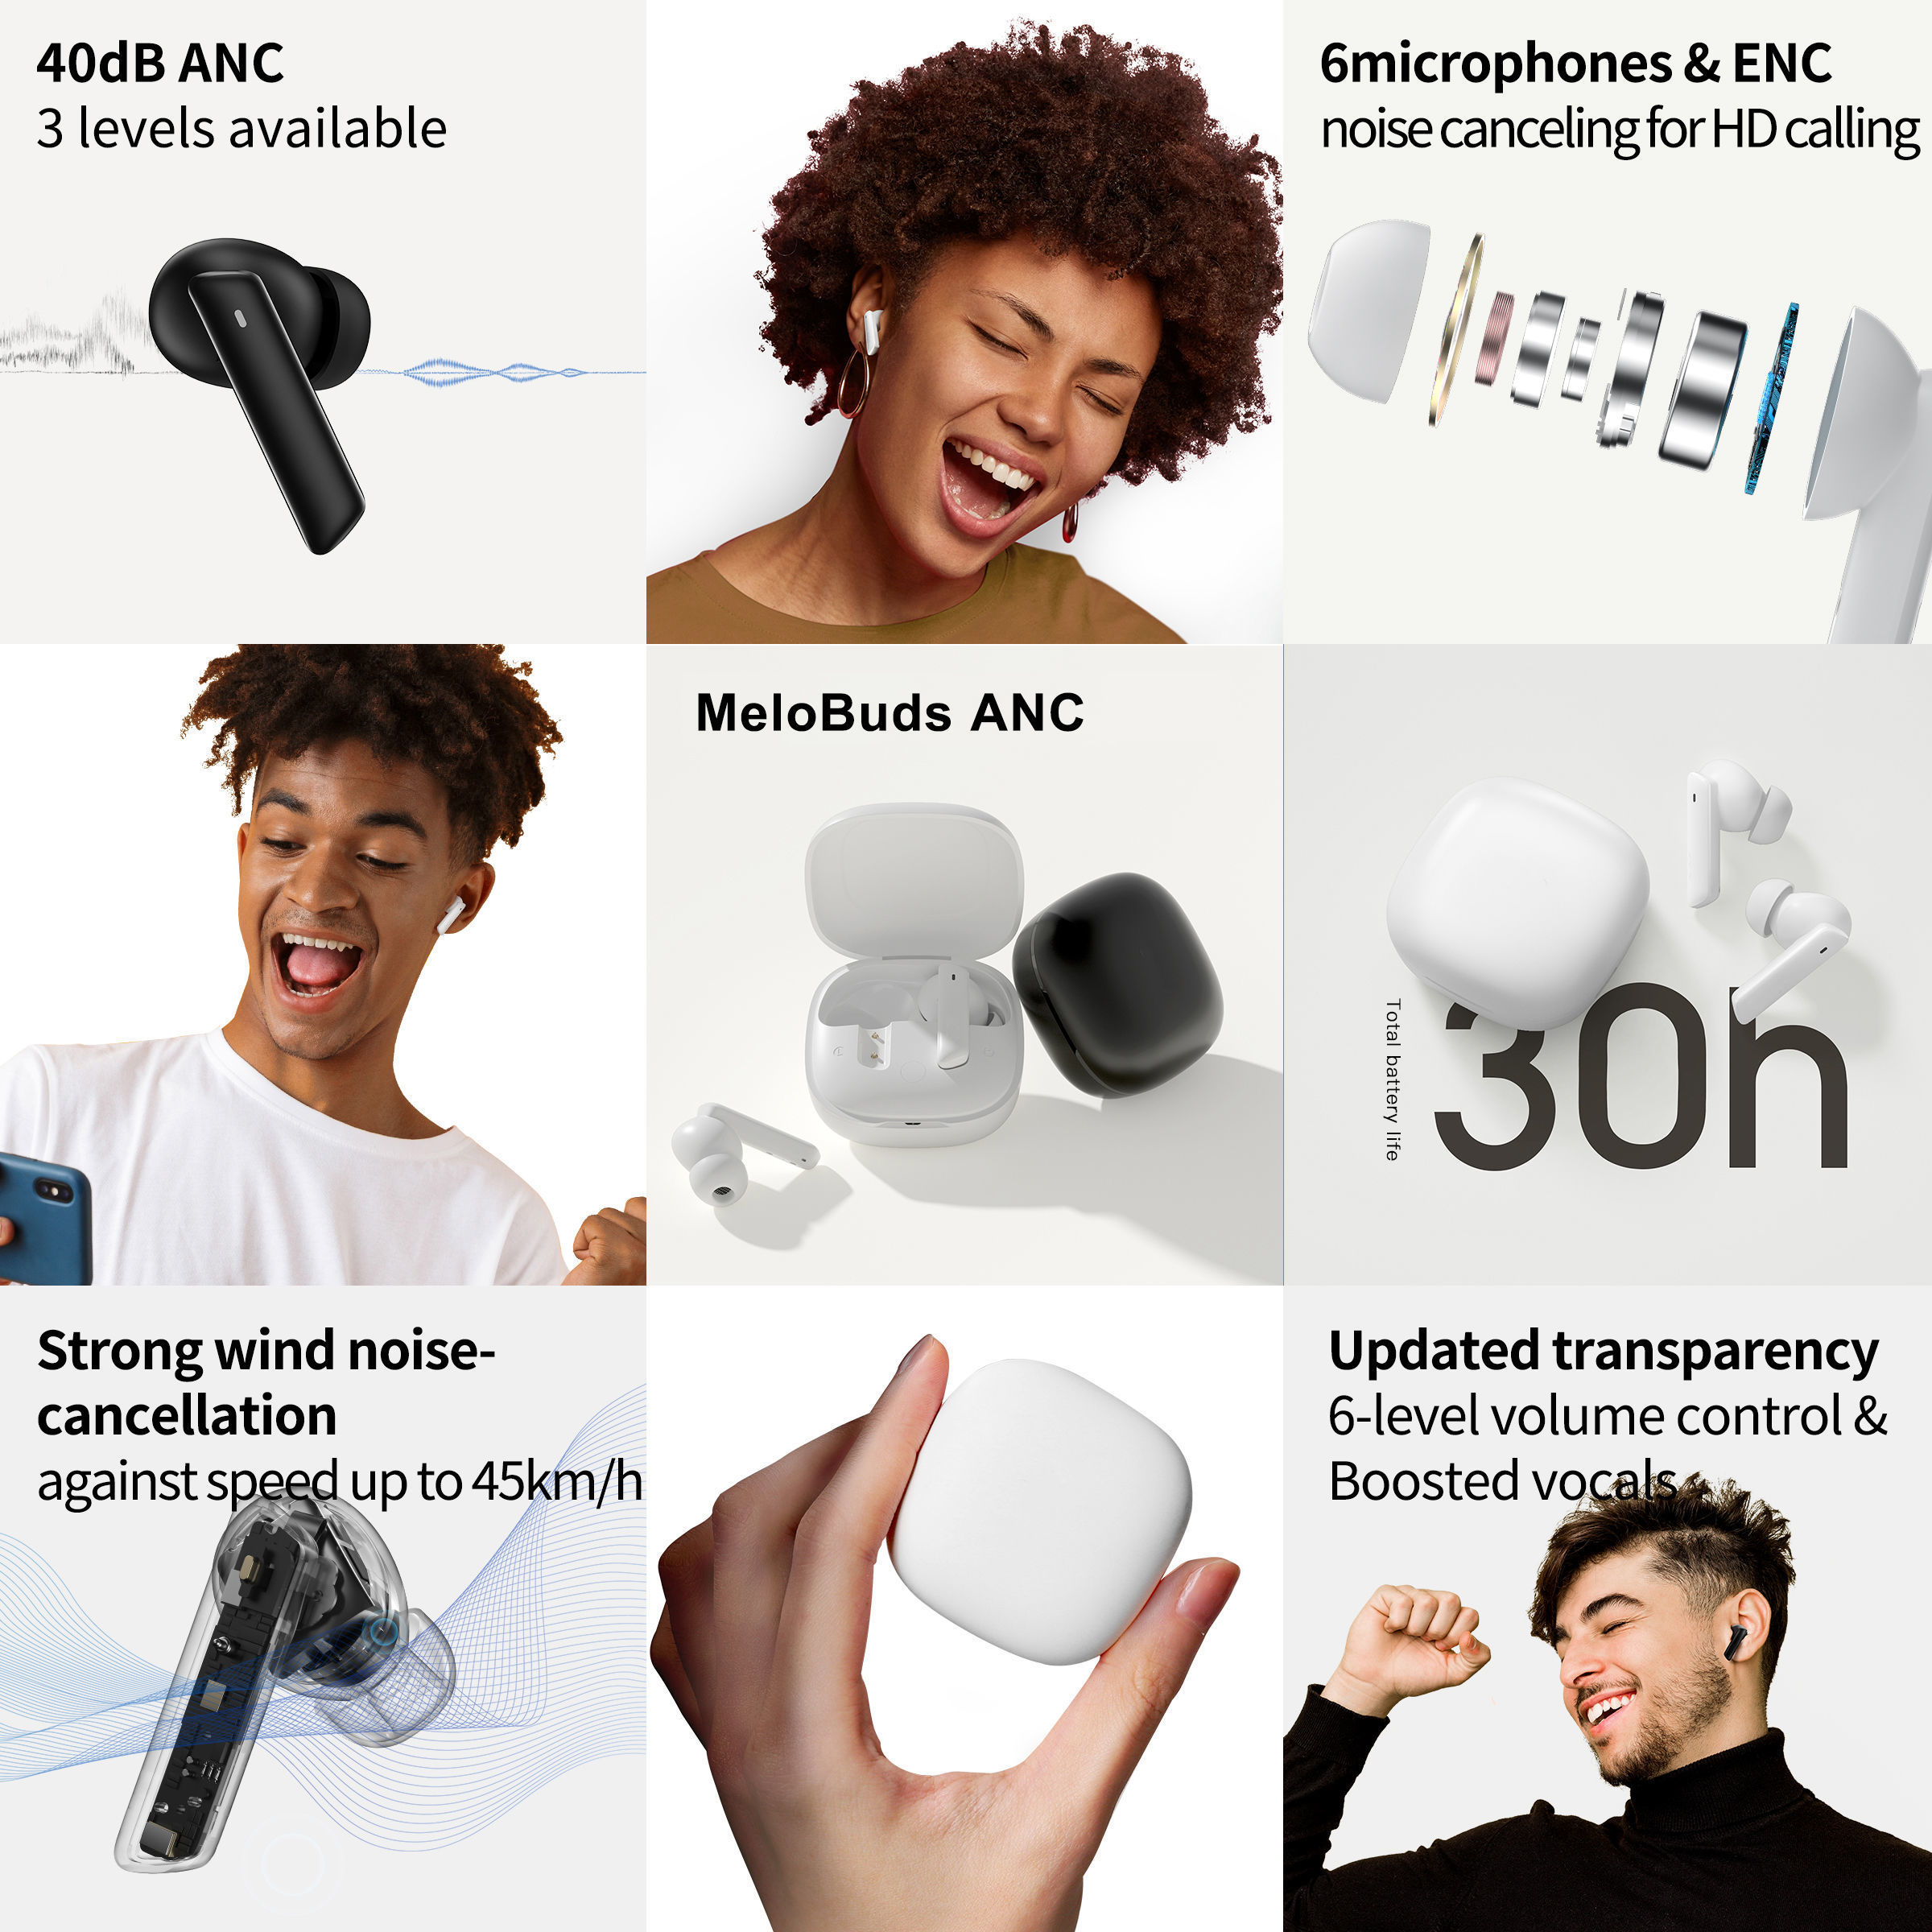 40dB ANC
3 levels available
6microphones & ENC
noise canceling for HD calling
MeloBuds ANC
Total battery life
30h
Strong wind noise-
cancellation
against speed up to 45km/h
Updated transparency
6-level volume control &
Boosted vocals